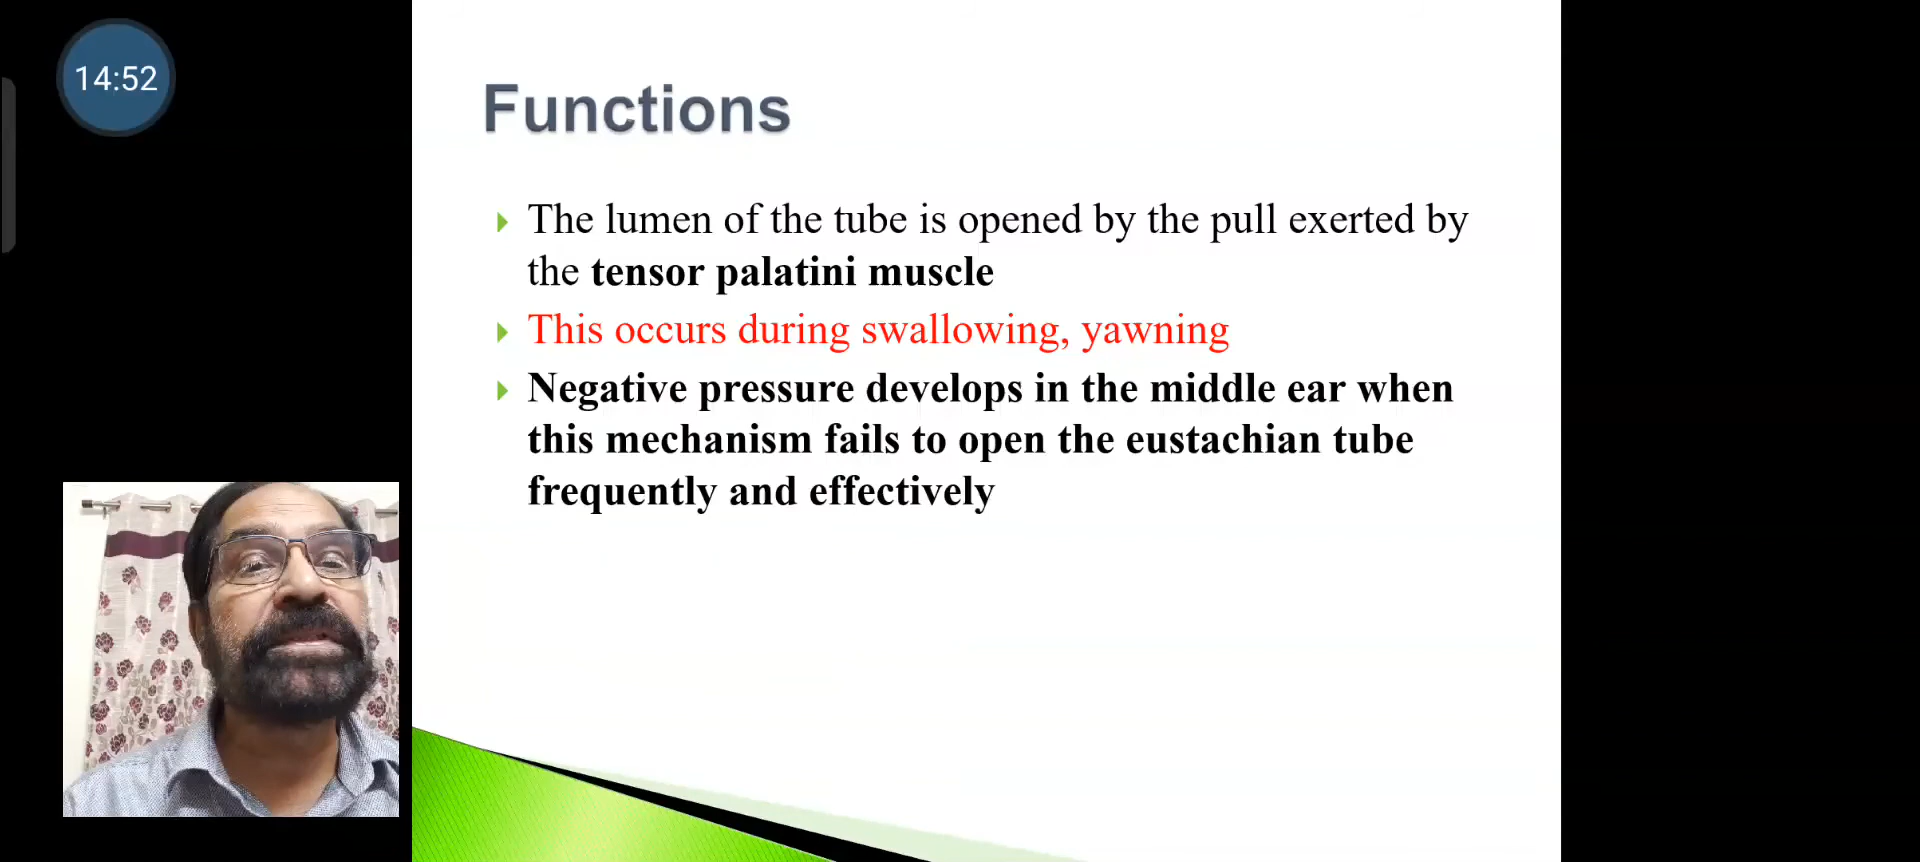 14:52
Functions
The lumen of the tube is opened by the pull exerted by
the tensor palatini muscle
This occurs during swallowing, yawning
Negative pressure develops in the middle ear when
this mechanism fails to open the eustachian tube
frequently and effectively